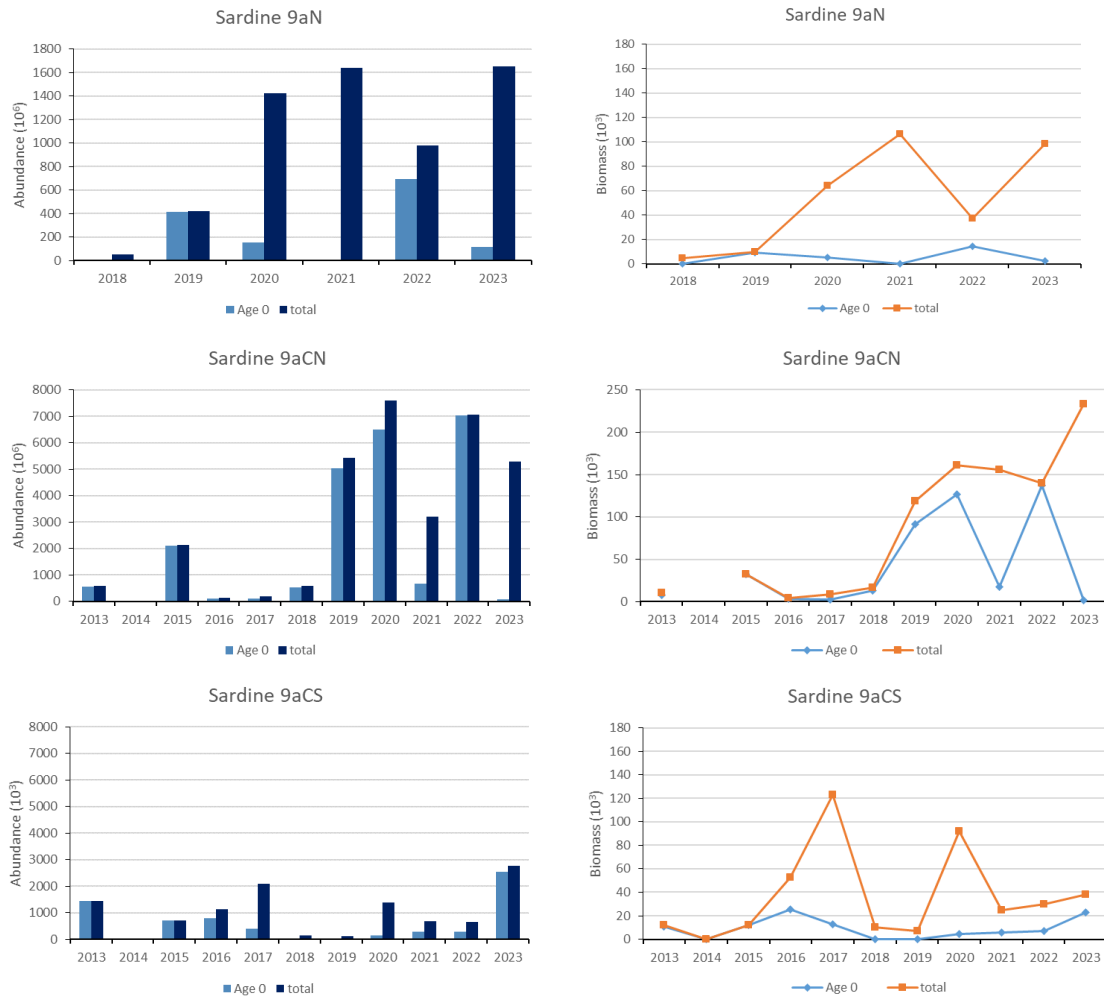 Sardine 9aN
Abundance (10⁶)
1800
1600
1400
1200
1000
800
600
400
200
0
2018 2019 2020 2021 2022 2023
Age 0 total
Sardine 9aN
Biomass (10³)
180
160
140
120
100
80
60
40
20
0
2018 2019 2020 2021 2022 2023
Age 0 total
Sardine 9aCN
Abundance (10⁶)
8000
7000
6000
5000
4000
3000
2000
1000
0
2013 2014 2015 2016 2017 2018 2019 2020 2021 2022 2023
Age 0 total
Sardine 9aCN
Biomass (10³)
250
200
150
100
50
0
2013 2014 2015 2016 2017 2018 2019 2020 2021 2022 2023
Age 0 total
Sardine 9aCS
Abundance (10³)
8000
7000
6000
5000
4000
3000
2000
1000
0
2013 2014 2015 2016 2017 2018 2019 2020 2021 2022 2023
Age 0 total
Sardine 9aCS
Biomass (10³)
180
160
140
120
100
80
60
40
20
0
2013 2014 2015 2016 2017 2018 2019 2020 2021 2022 2023
Age 0 total